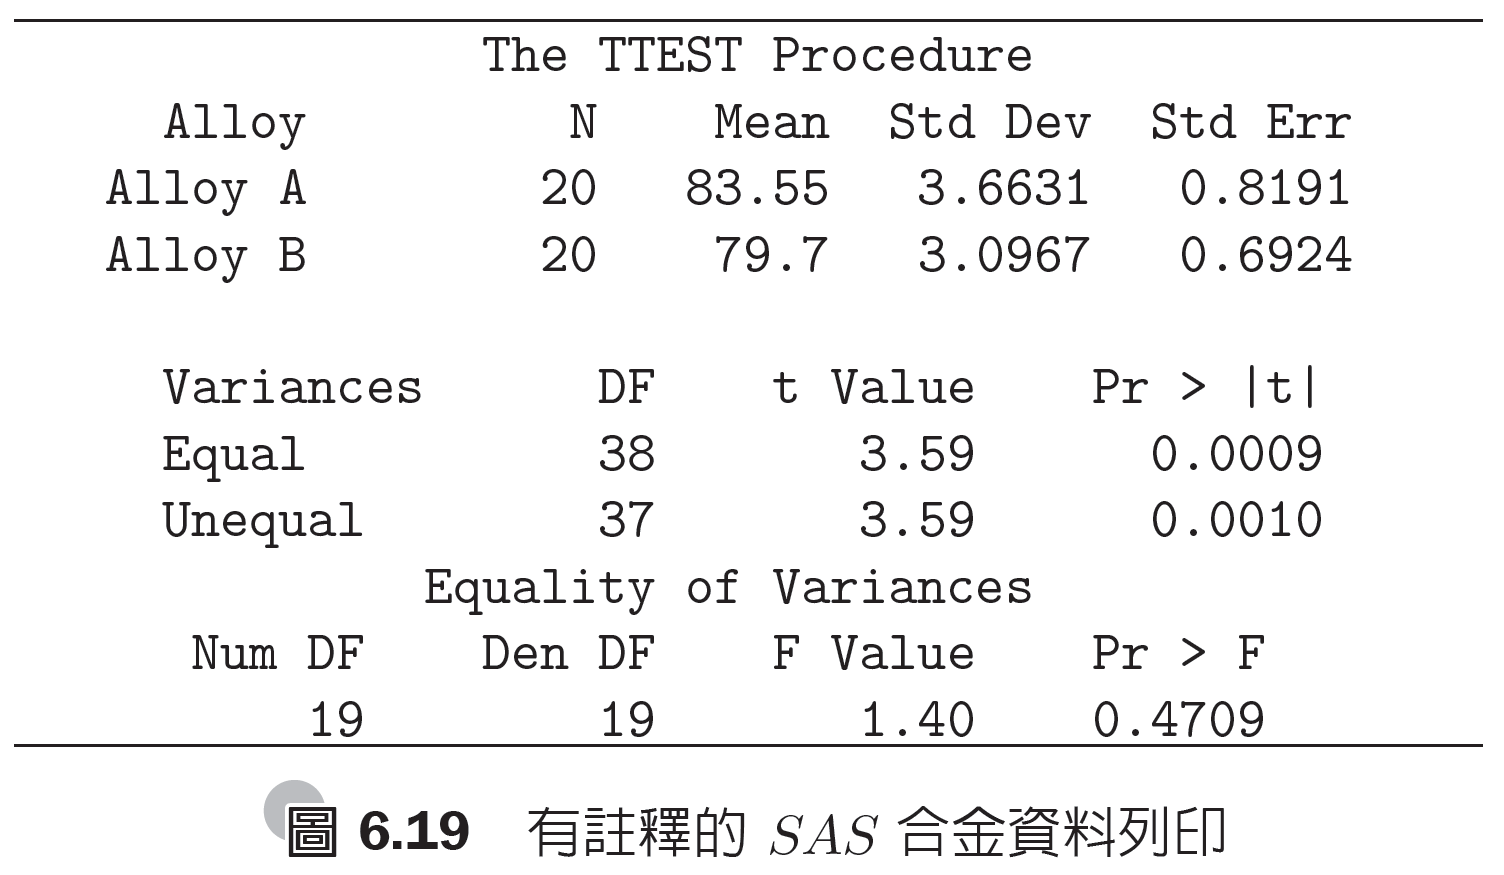 The TTEST Procedure
Alloy N Mean Std Dev Std Err
Alloy A 20 83.55 3.6631 0.8191
Alloy B 20 79.7 3.0967 0.6924
Variances DF t Value Pr > |t|
Equal 38 3.59 0.0009
Unequal 37 3.59 0.0010
Equality of Variances
Num DF Den DF F Value Pr > F
19 19 1.40 0.4709
圖 6.19 有註釋的 SAS 合金資料列印